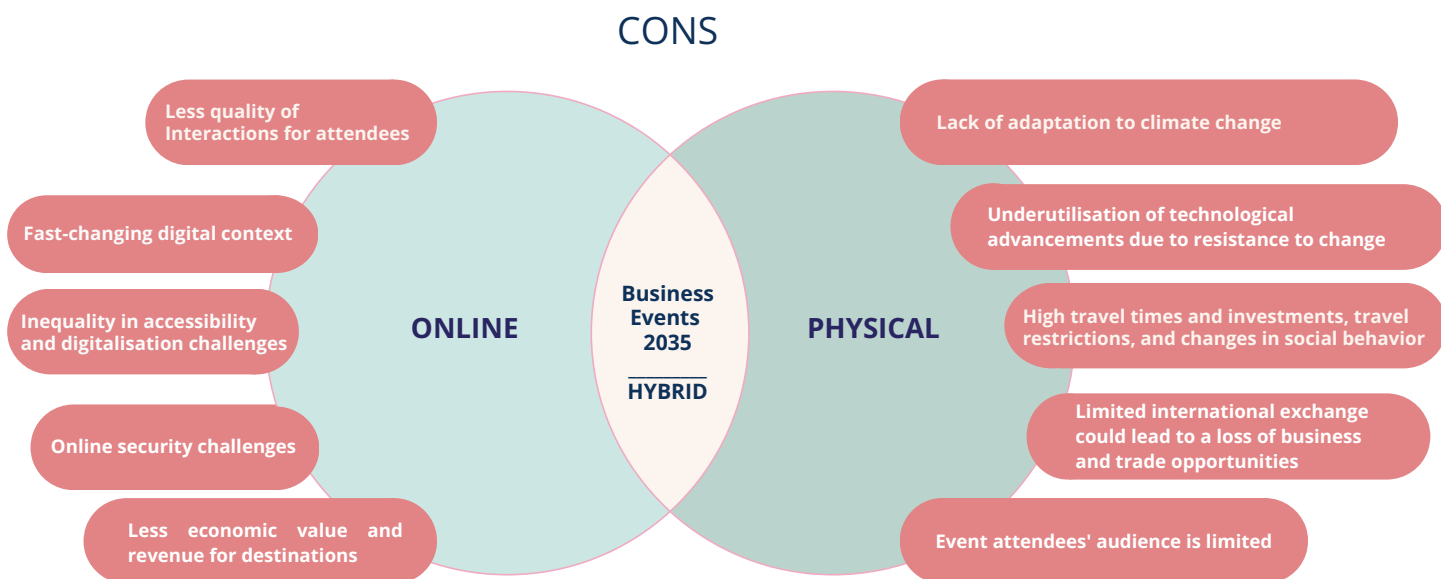 CONS
Less quality of
Interactions for attendees
Fast-changing digital context
Inequality in accessibility
and digitalisation challenges
Online security challenges
Less economic value and
revenue for destinations
ONLINE
Business
Events
2035
HYBRID
PHYSICAL
Lack of adaptation to climate change
Underutilisation of technological
advancements due to resistance to change
High travel times and investments, travel
restrictions, and changes in social behavior
Limited international exchange
could lead to a loss of business
and trade opportunities
Event attendees' audience is limited